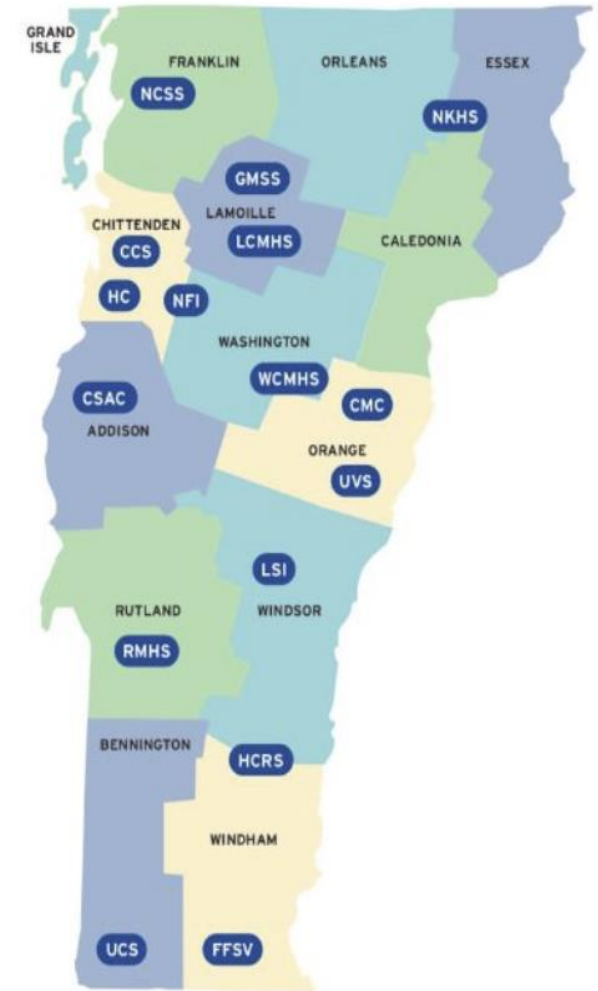 GRAND
ISLE
FRANKLIN
ORLEANS
ESSEX
NCSS
NKHS
GMSS
LAMOILLE
CHITTENDEN
LCMHS
CALEDONIA
CCS
HC
NFI
WASHINGTON
WCMHS
CSAC
CMC
ADDISON
ORANGE
UVS
LSI
RUTLAND
WINDSOR
RMHS
BENNINGTON
HCRS
WINDHAM
UCS
FFSV